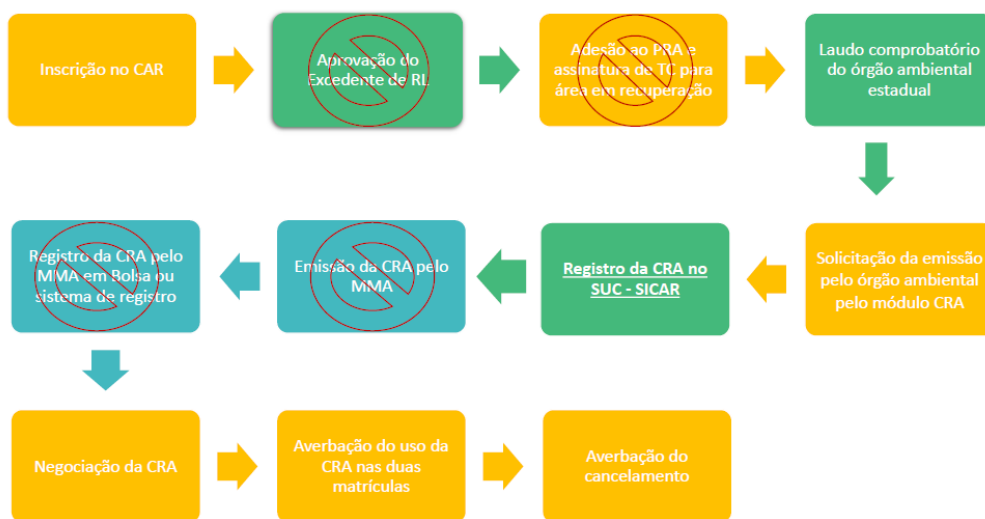 Inscrição no CAR
Aprovação do
Excedente de RL
Adesão ao PRA e
assinatura de TC para
área em recuperação
Laudo comprobatório
do órgão ambiental
estadual
Solicitação da emissão
pelo órgão ambiental
pelo módulo CRA
Registro da CRA no
SUC - SICAR
Emissão da CRA pelo
MMA
Registro da CRA pelo
MMA em Bolsa ou
sistema de registro
Negociação da CRA
Averbação do uso da
CRA nas duas
matrículas
Averbação do
cancelamento